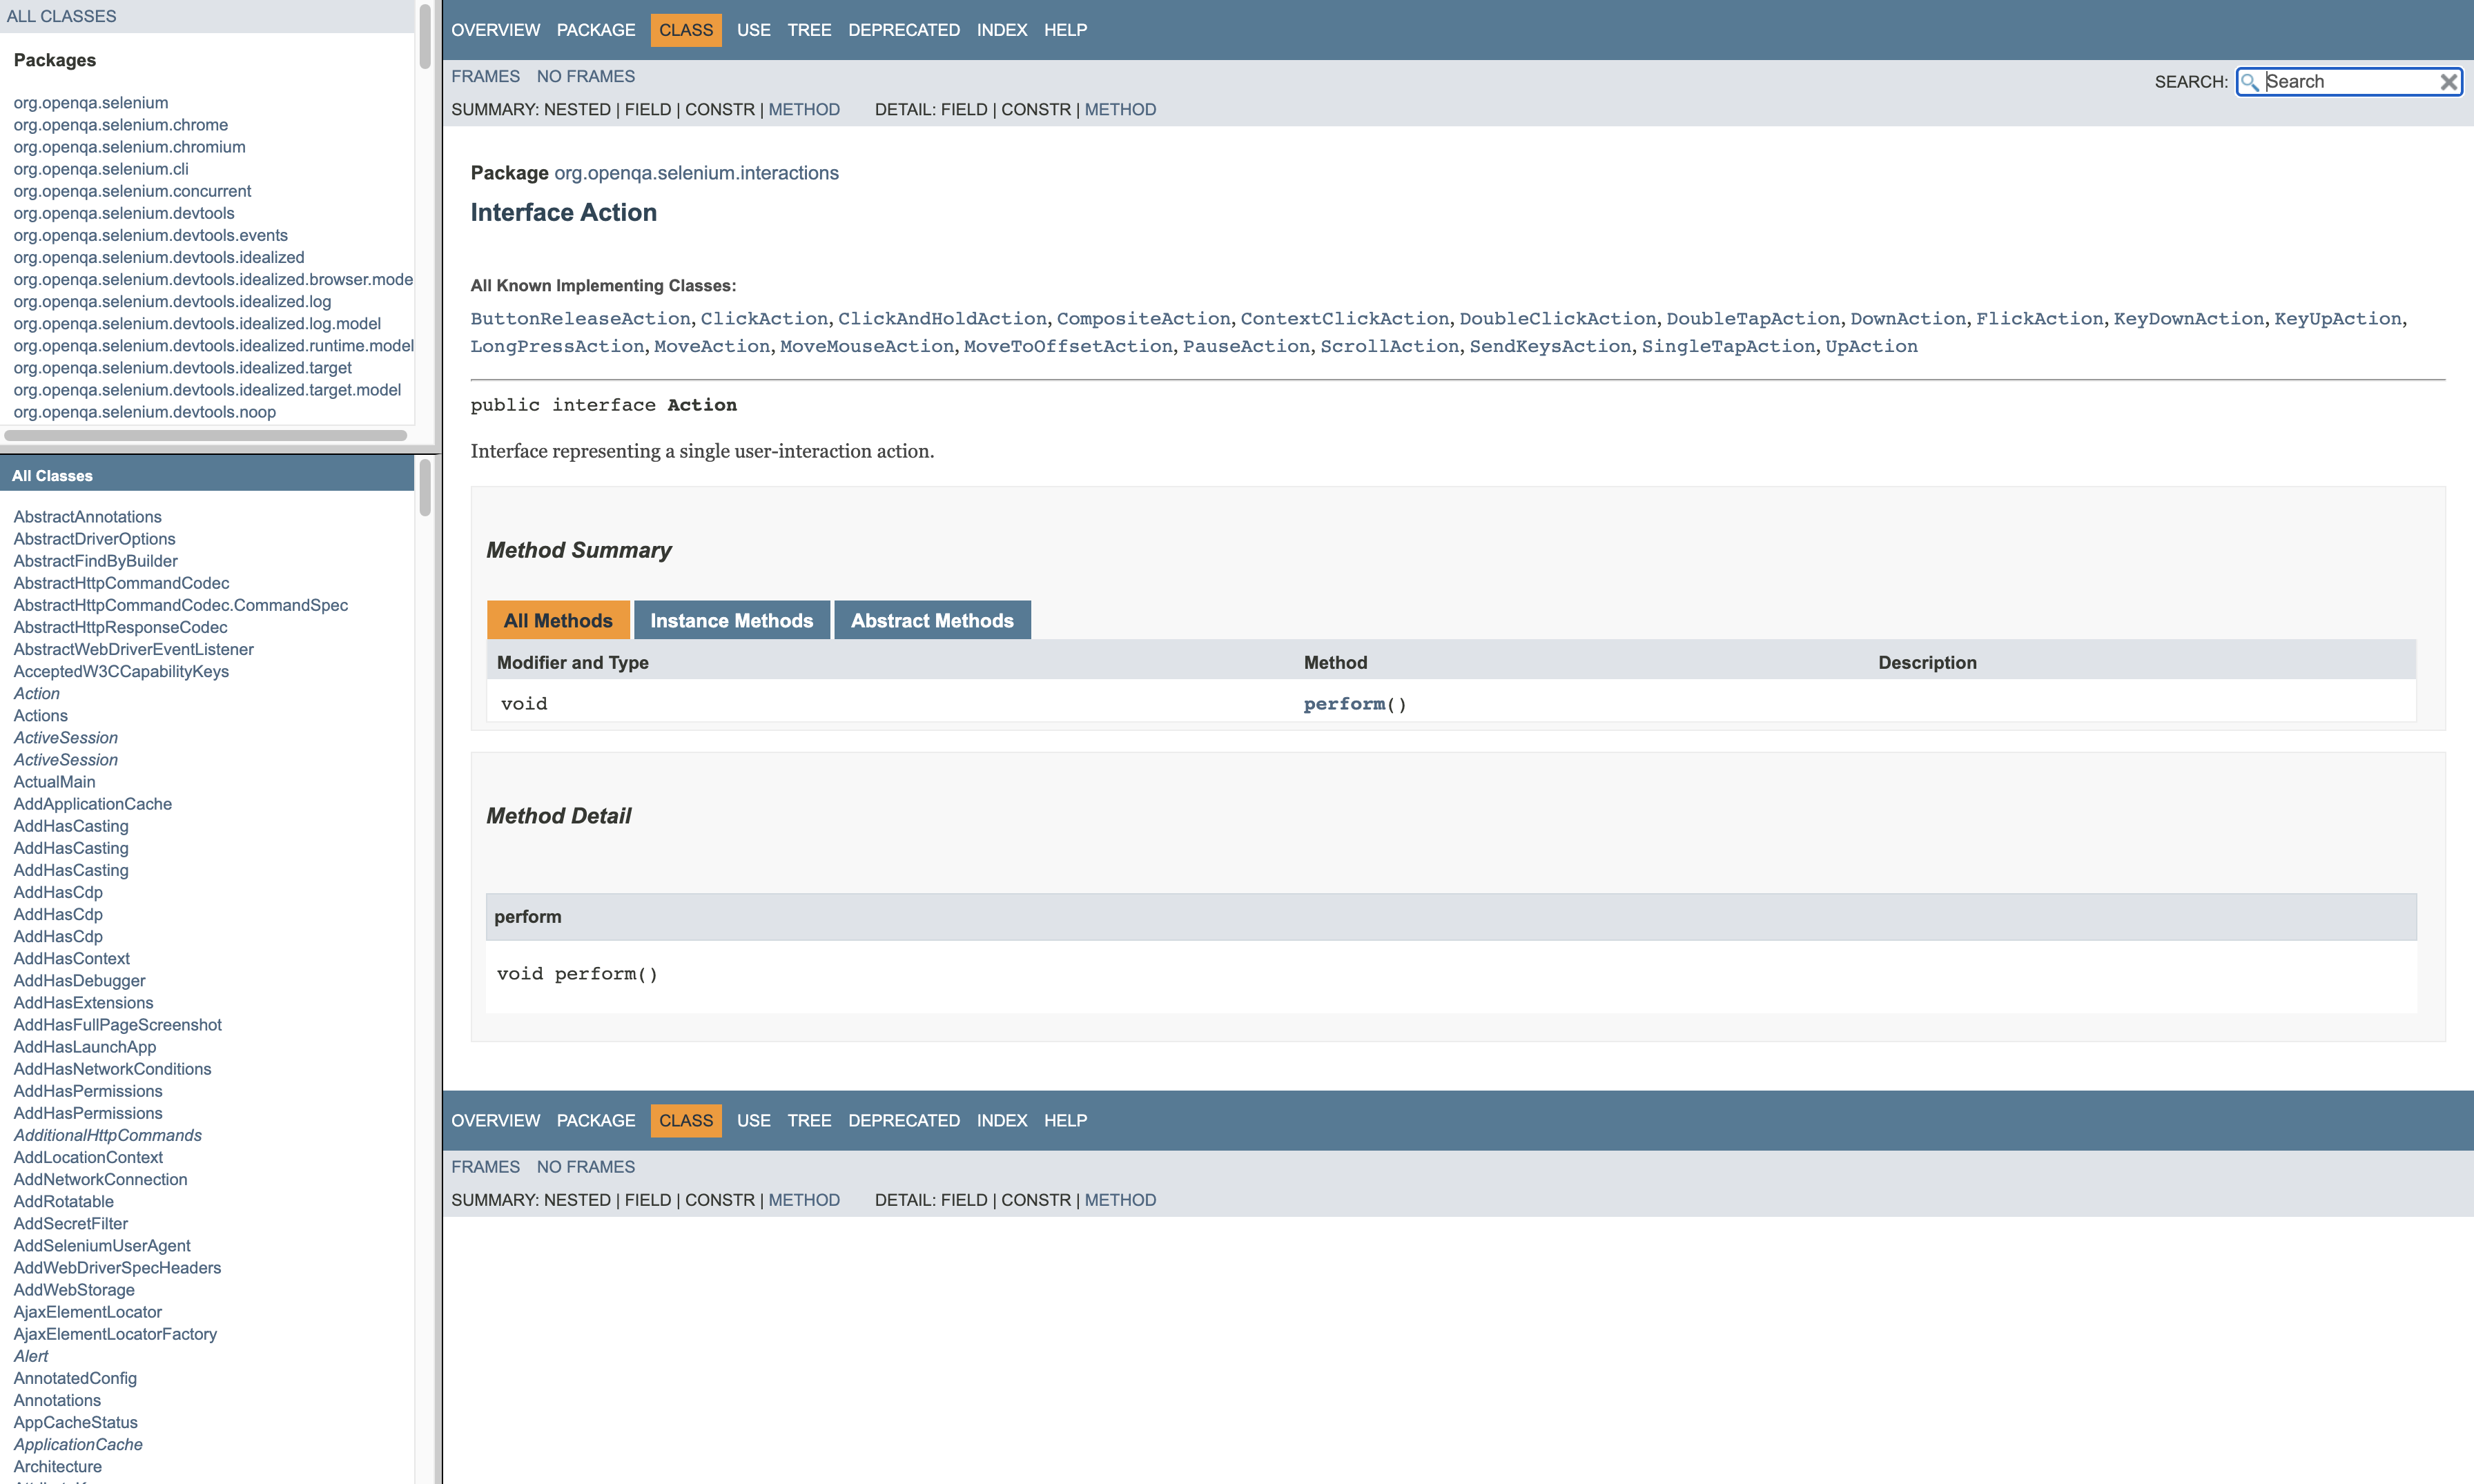 ALL CLASSES
Packages
org.openqa.selenium
org.openqa.selenium.chrome
org.openqa.selenium.chromium
org.openqa.selenium.cli
org.openqa.selenium.concurrent
org.openqa.selenium.devtools
org.openqa.selenium.devtools.events
org.openqa.selenium.devtools.idealized
org.openqa.selenium.devtools.idealized.browser.mode
org.openqa.selenium.devtools.idealized.log
org.openqa.selenium.devtools.idealized.log.model
org.openqa.selenium.devtools.idealized.runtime.model
org.openqa.selenium.devtools.idealized.target
org.openqa.selenium.devtools.idealized.target.model
org.openqa.selenium.devtools.noop
All Classes
AbstractAnnotations
AbstractDriverOptions
AbstractFindByBuilder
AbstractHttpCommandCodec
AbstractHttpCommandCodec.CommandSpec
AbstractHttpResponseCodec
AbstractWebDriverEventListener
AcceptedW3CCapabilityKeys
Action
Actions
ActiveSession
ActiveSession
ActualMain
AddApplicationCache
AddHasCasting
AddHasCasting
AddHasCasting
AddHasCdp
AddHasCdp
AddHasCdp
AddHasContext
AddHasDebugger
AddHasExtensions
AddHasFullPageScreenshot
AddHasLaunchApp
AddHasNetworkConditions
AddHasPermissions
AddHasPermissions
AdditionalHttpCommands
AddLocationContext
AddNetworkConnection
AddRotatable
AddSecretFilter
AddSeleniumUserAgent
AddWebDriverSpecHeaders
AddWebStorage
AjaxElementLocator
AjaxElementLocatorFactory
Alert
AnnotatedConfig
Annotations
AppCacheStatus
ApplicationCache
Architecture
OVERVIEW PACKAGE CLASS USE TREE DEPRECATED INDEX HELP
FRAMES NO FRAMES
SEARCH: Search
SUMMARY: NESTED | FIELD | CONSTR | METHOD DETAIL: FIELD | CONSTR | METHOD
Package org.openqa.selenium.interactions
Interface Action
All Known Implementing Classes:
ButtonReleaseAction, ClickAction, ClickAndHoldAction, CompositeAction, ContextClickAction, DoubleClickAction, DoubleTapAction, DownAction, FlickAction, KeyDownAction, KeyUpAction,
LongPressAction, MoveAction, MoveMouseAction, MoveToOffsetAction, PauseAction, ScrollAction, SendKeysAction, SingleTapAction, UpAction
public interface Action
Interface representing a single user-interaction action.
Method Summary
All Methods Instance Methods Abstract Methods
Modifier and Type Method Description
void perform()
Method Detail
perform
void perform()
OVERVIEW PACKAGE CLASS USE TREE DEPRECATED INDEX HELP
FRAMES NO FRAMES
SUMMARY: NESTED | FIELD | CONSTR | METHOD DETAIL: FIELD | CONSTR | METHOD